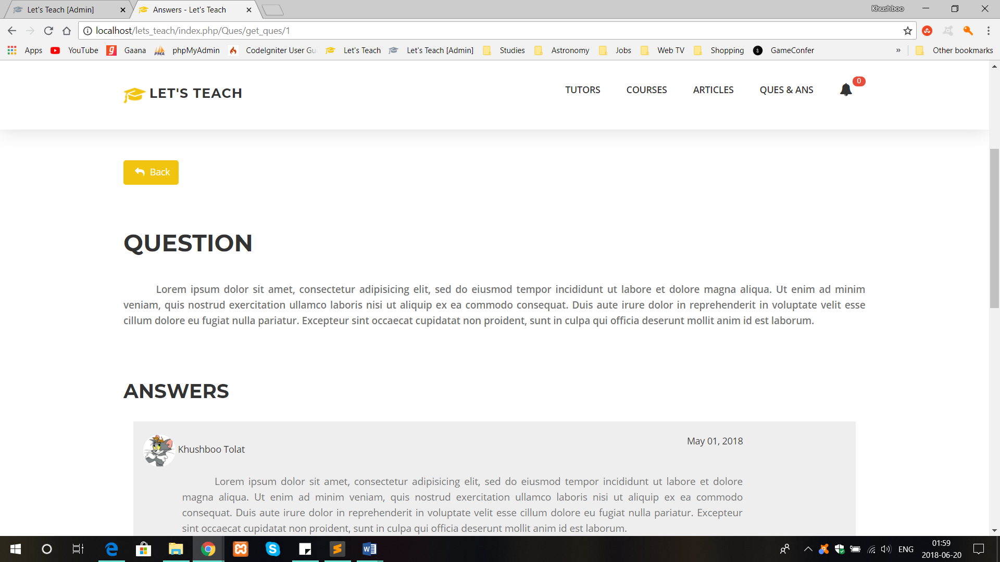 Let's Teach [Admin]
Answers - Let's Teach
Khushboo
localhost/lets_teach/index.php/Ques/get_ques/1
Apps YouTube Gaana phpMyAdmin CodeIgniter User Gu Let's Teach Let's Teach [Admin] Studies Astronomy Jobs Web TV Shopping GameConfer » Other bookmarks
LET'S TEACH
TUTORS COURSES ARTICLES QUES & ANS 0
Back
QUESTION
Lorem ipsum dolor sit amet, consectetur adipisicing elit, sed do eiusmod tempor incididunt ut labore et dolore magna aliqua. Ut enim ad minim
veniam, quis nostrud exercitation ullamco laboris nisi ut aliquip ex ea commodo consequat. Duis aute irure dolor in reprehenderit in voluptate velit esse
cillum dolore eu fugiat nulla pariatur. Excepteur sint occaecat cupidatat non proident, sunt in culpa qui officia deserunt mollit anim id est laborum.
ANSWERS
Khushboo Tolat
May 01, 2018
Lorem ipsum dolor sit amet, consectetur adipisicing elit, sed do eiusmod tempor incididunt ut labore et dolore
magna aliqua. Ut enim ad minim veniam, quis nostrud exercitation ullamco laboris nisi ut aliquip ex ea commodo
consequat. Duis aute irure dolor in reprehenderit in voluptate velit esse cillum dolore eu fugiat nulla pariatur. Excepteur
sint occaecat cupidatat non proident, sunt in culpa qui officia deserunt mollit anim id est laborum.
ENG
01:59
2018-06-20